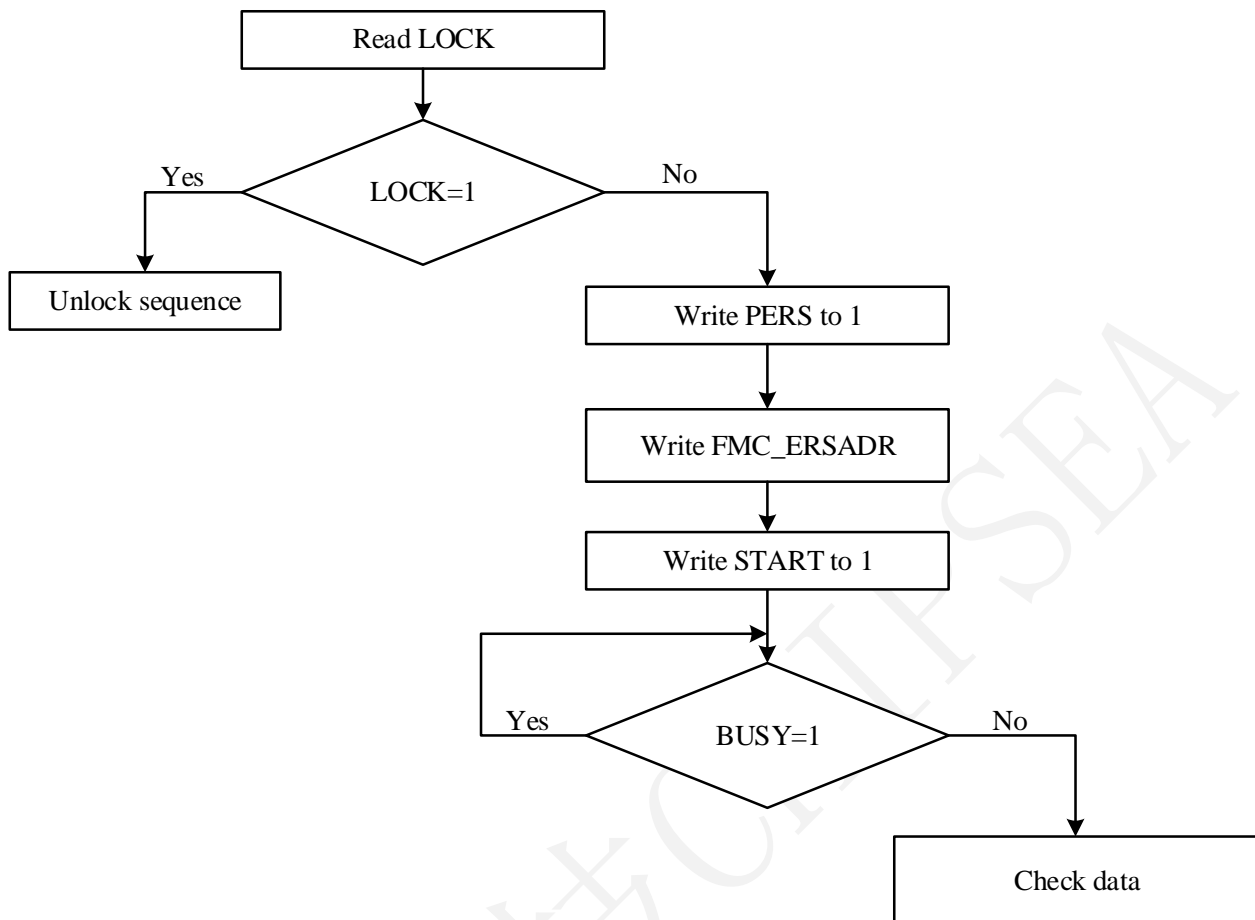 Read LOCK
LOCK=1
Yes
No
Unlock sequence
Write PERS to 1
Write FMC_ERSADR
Write START to 1
BUSY=1
Yes
No
Check data
CHIPSEA